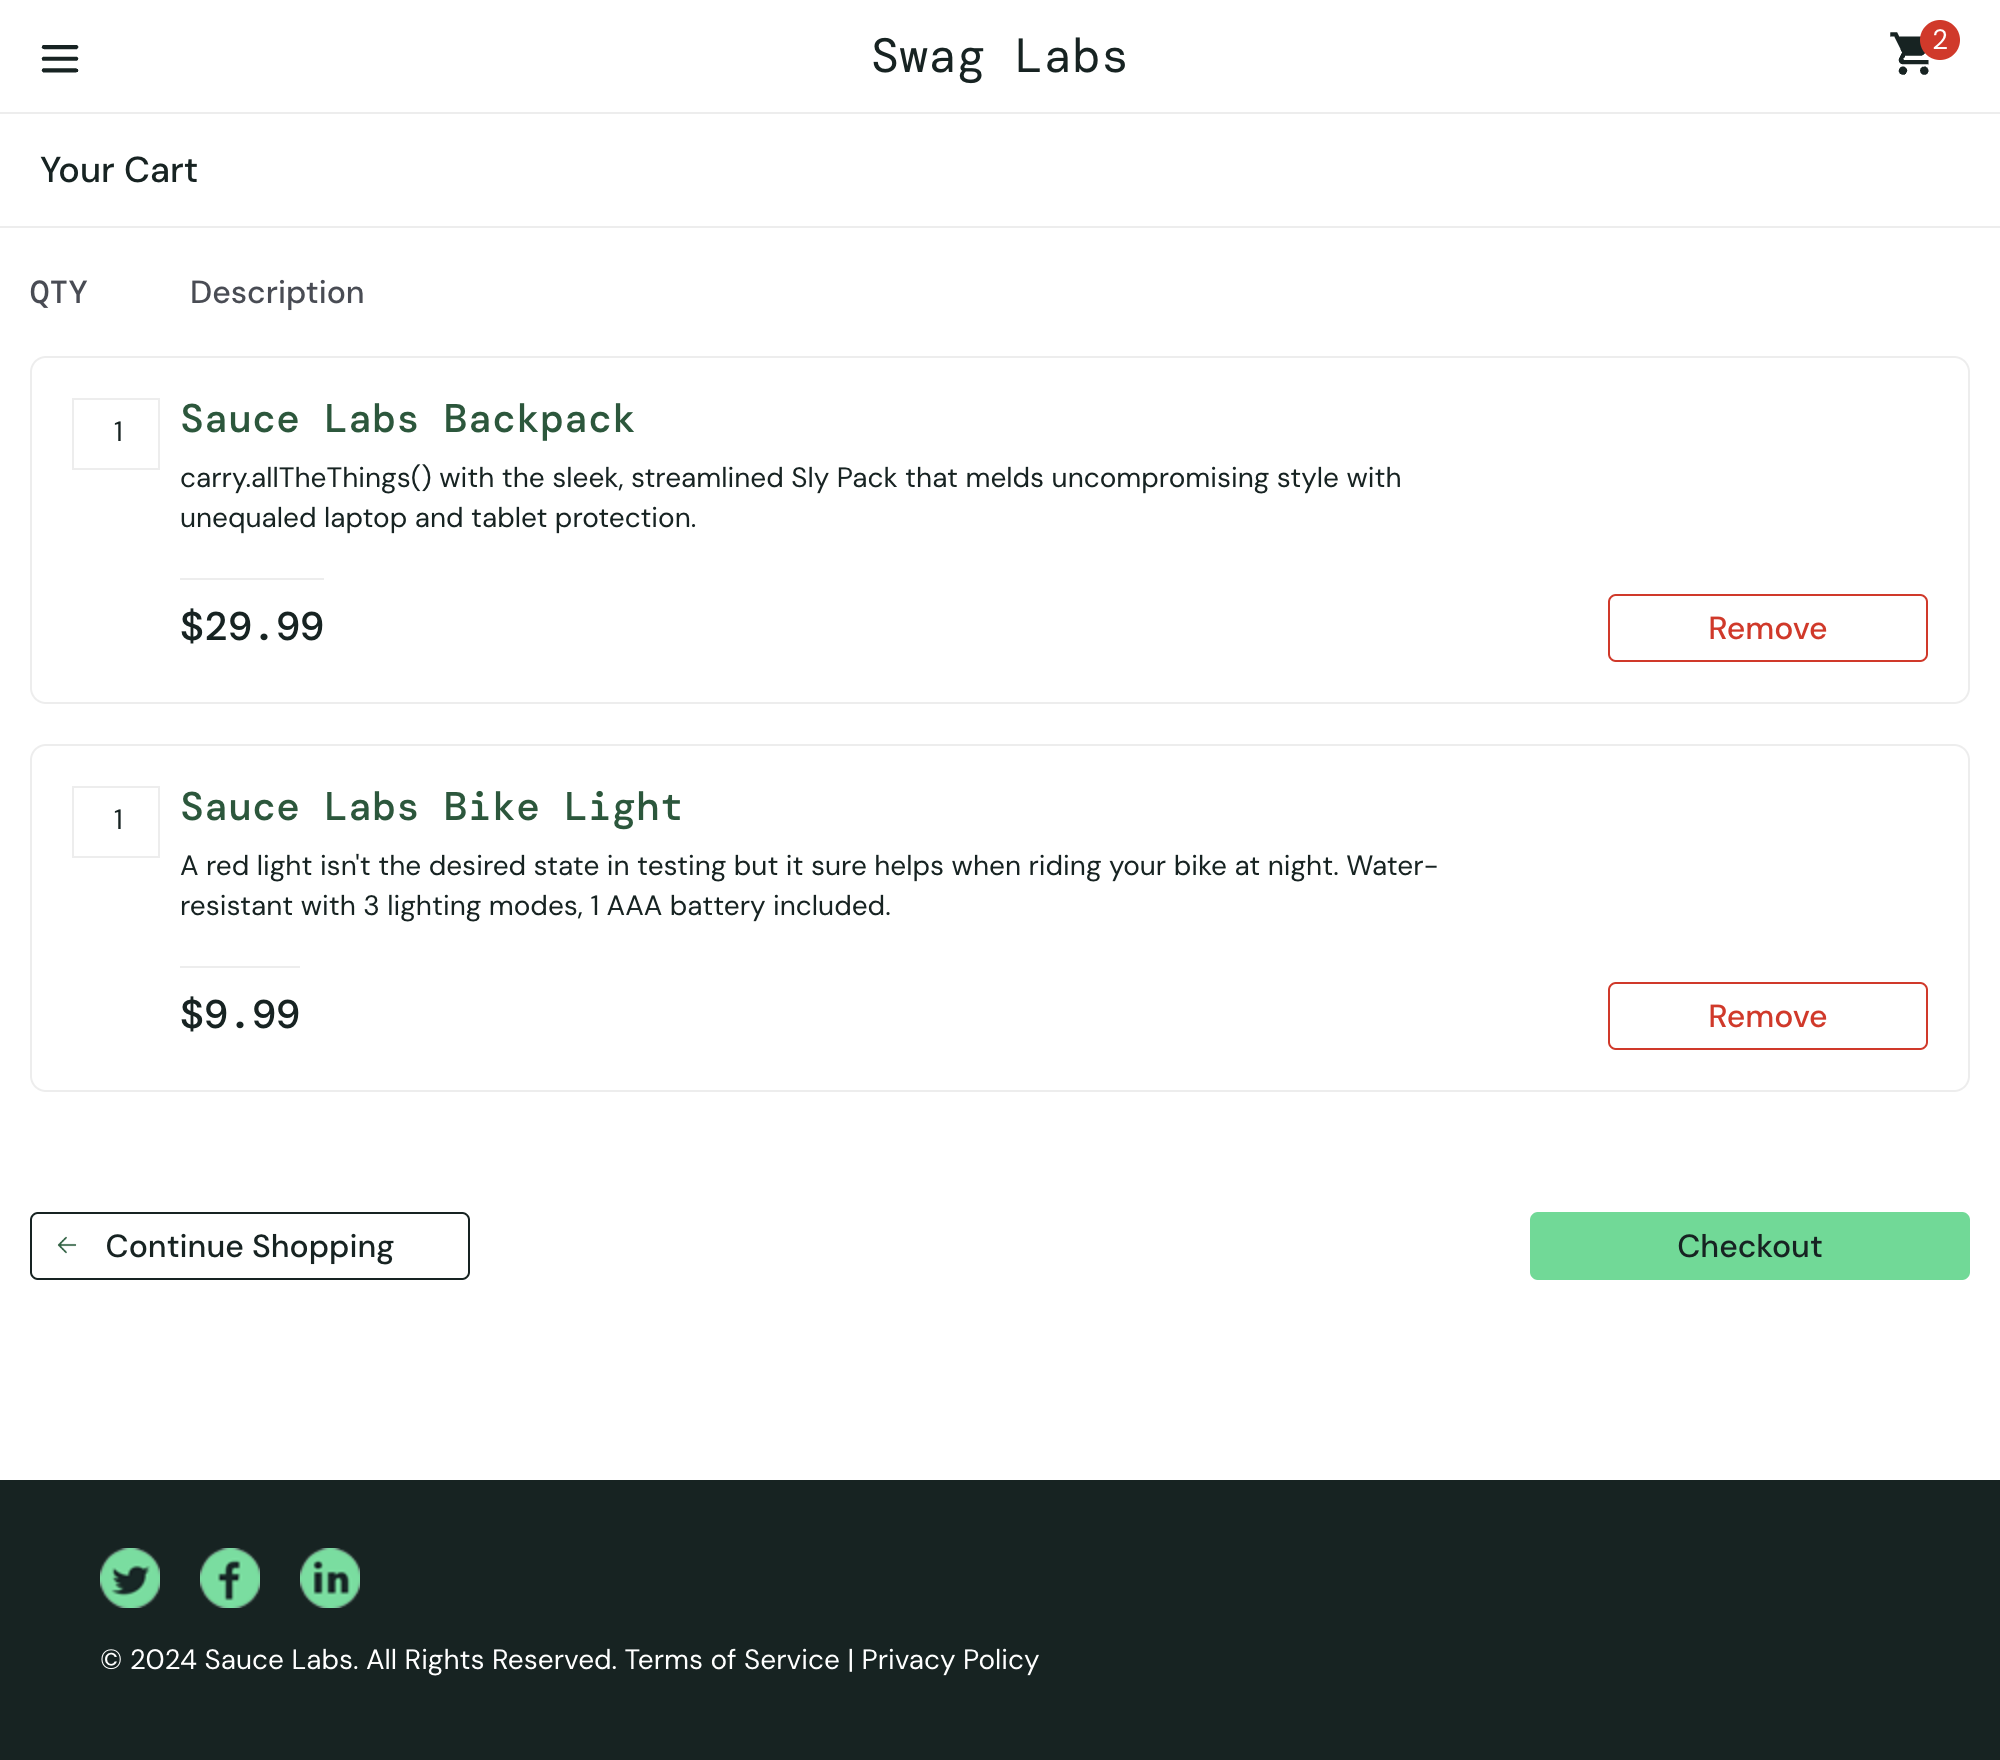 Swag Labs
2
Your Cart
QTY Description
1
Sauce Labs Backpack
carry.allTheThings() with the sleek, streamlined Sly Pack that melds uncompromising style with
unequaled laptop and tablet protection.
$29.99
Remove
1
Sauce Labs Bike Light
A red light isn't the desired state in testing but it sure helps when riding your bike at night. Water-
resistant with 3 lighting modes, 1 AAA battery included.
$9.99
Remove
Continue Shopping
Checkout
© 2024 Sauce Labs. All Rights Reserved. Terms of Service | Privacy Policy